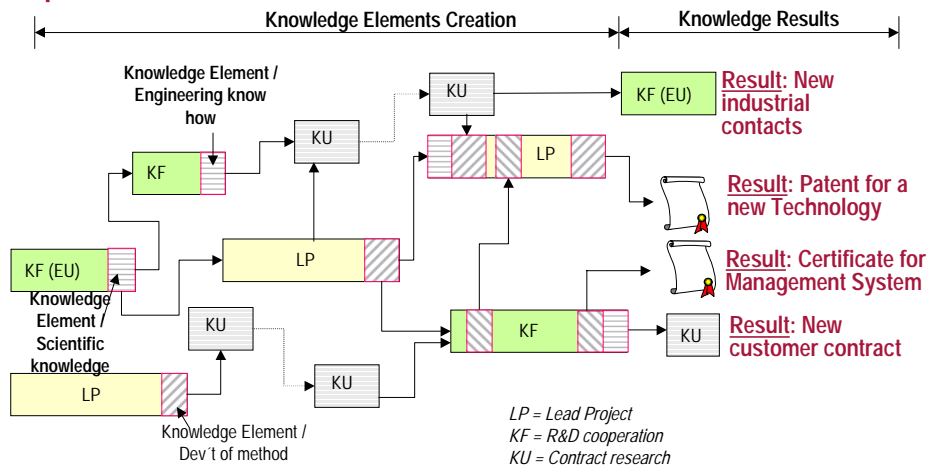 Knowledge Elements Creation
Knowledge Results
Knowledge Element /
Engineering know
how
KU
KU
KF (EU)
Result: New
industrial
contacts
KF
LP
Result: Patent for a
new Technology
KF (EU)
LP
Result: Certificate for
Management System
Knowledge
Element /
Scientific
knowledge
KU
KF
KU
Result: New
customer contract
LP
KU
Knowledge Element /
Dev´t of method
LP = Lead Project
KF = R&D cooperation
KU = Contract research